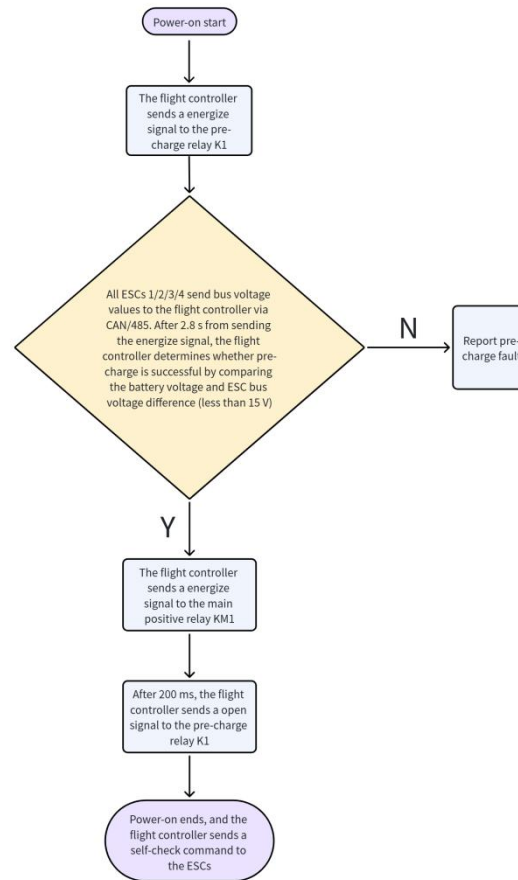 Power-on start
The flight controller
sends a energize
signal to the pre-
charge relay K1
All ESCs 1/2/3/4 send bus voltage
values to the flight controller via
CAN/485. After 2.8 s from sending
the energize signal, the flight
controller determines whether pre-
charge is successful by comparing
the battery voltage and ESC bus
voltage difference (less than 15 V)
N
Report pre-
charge fault
Y
The flight controller
sends a energize
signal to the main
positive relay KM1
After 200 ms, the flight
controller sends a open
signal to the pre-charge
relay K1
Power-on ends, and the
flight controller sends a
self-check command to
the ESCs